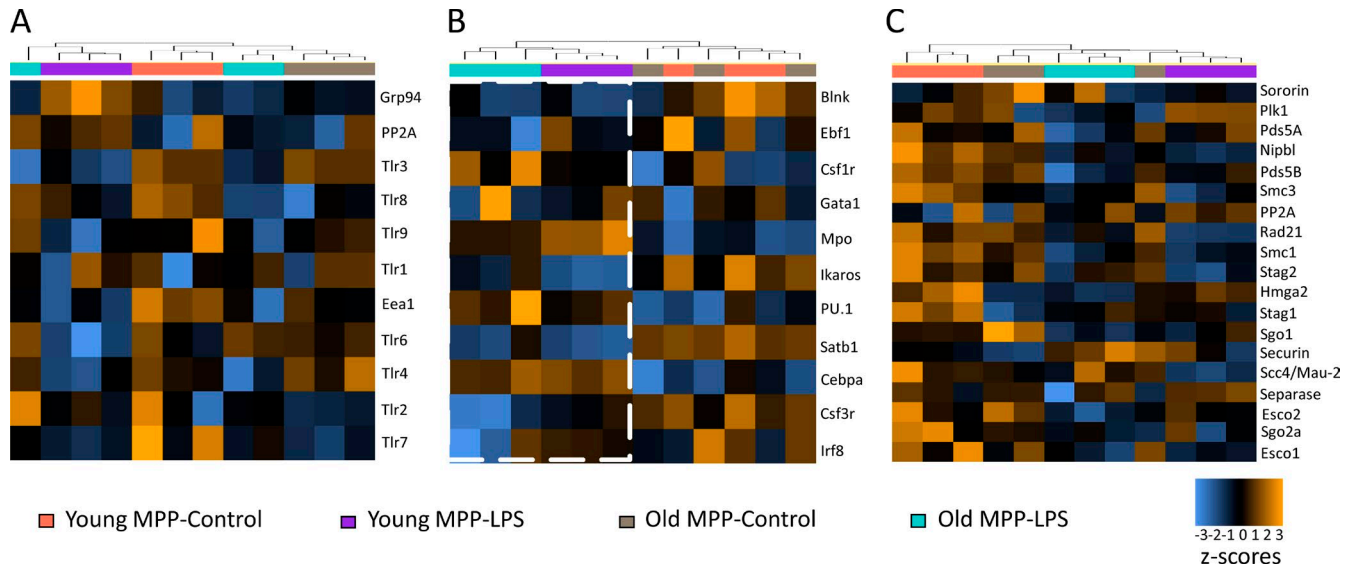 A
B
C
Grp94
PP2A
Tlr3
Tlr8
Tlr9
Tlr1
Eea1
Tlr6
Tlr4
Tlr2
Tlr7
Blnk
Ebf1
Csf1r
Gata1
Mpo
Ikaros
PU.1
Satb1
Cebpa
Csf3r
Irf8
Sororin
Plk1
Pds5A
Nipbl
Pds5B
Smc3
PP2A
Rad21
Smc1
Stag2
Hmga2
Stag1
Sgo1
Securin
Scc4/Mau-2
Separase
Esco2
Sgo2a
Esco1
Young MPP-Control
Young MPP-LPS
Old MPP-Control
Old MPP-LPS
-3-2-1 0 1 2 3
z-scores